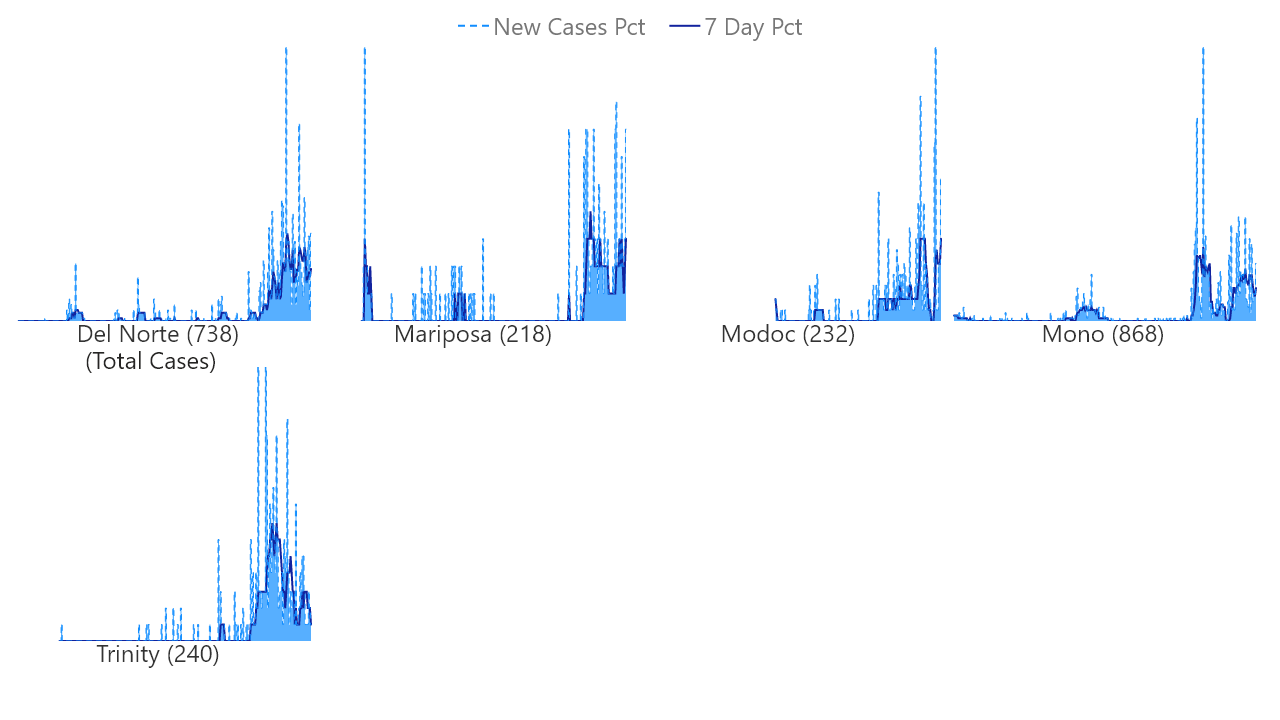 New Cases Pct 7 Day Pct
Del Norte (738) Mariposa (218) Modoc (232) Mono (868)
(Total Cases)
Trinity (240)